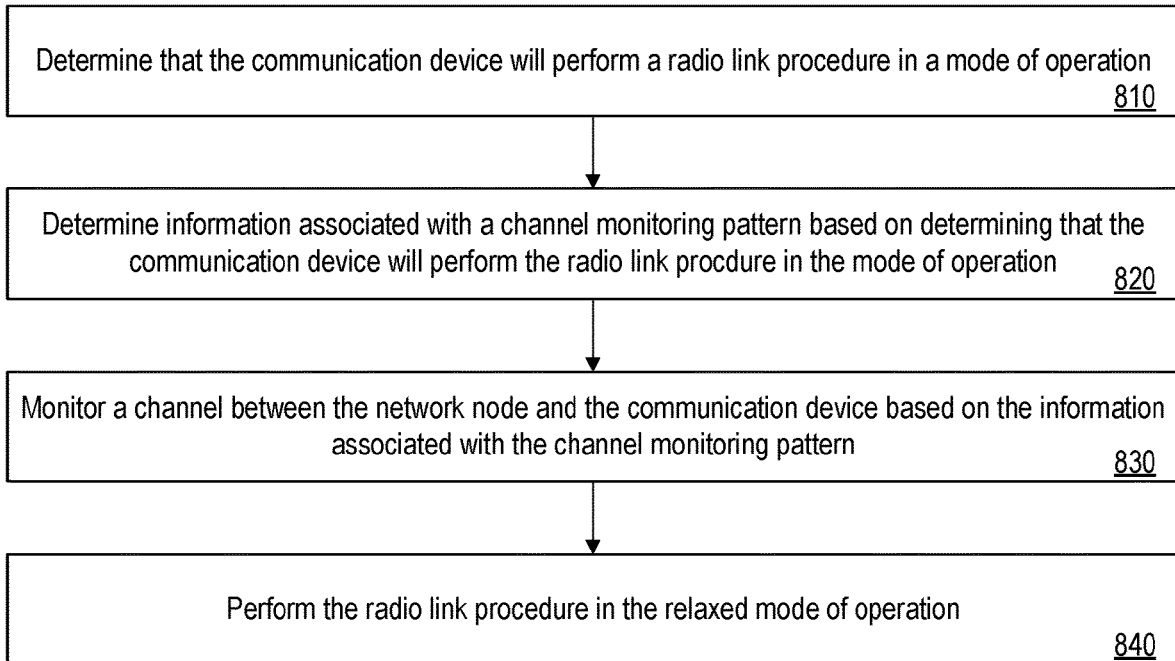 Determine that the communication device will perform a radio link procedure in a mode of operation
810
Determine information associated with a channel monitoring pattern based on determining that the
communication device will perform the radio link procdure in the mode of operation
820
Monitor a channel between the network node and the communication device based on the information
associated with the channel monitoring pattern
830
Perform the radio link procedure in the relaxed mode of operation
840